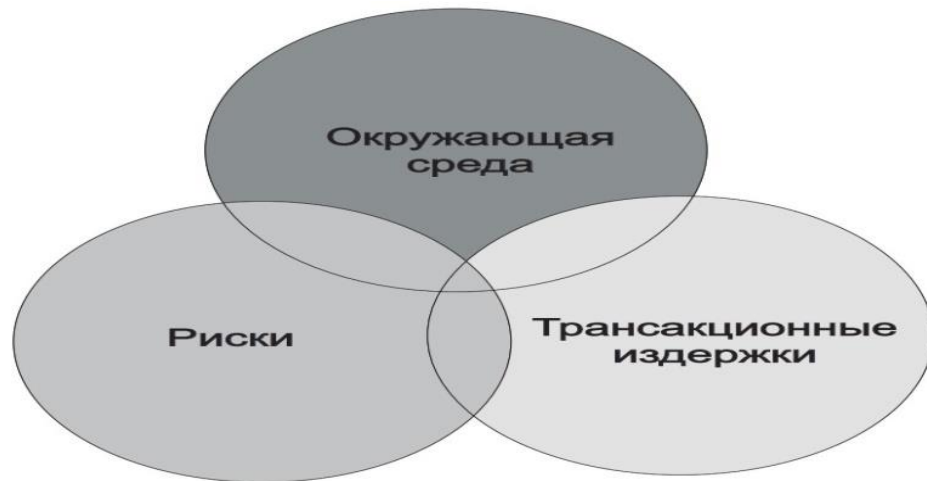 Окружающая
среда
Риски
Трансакционные
издержки